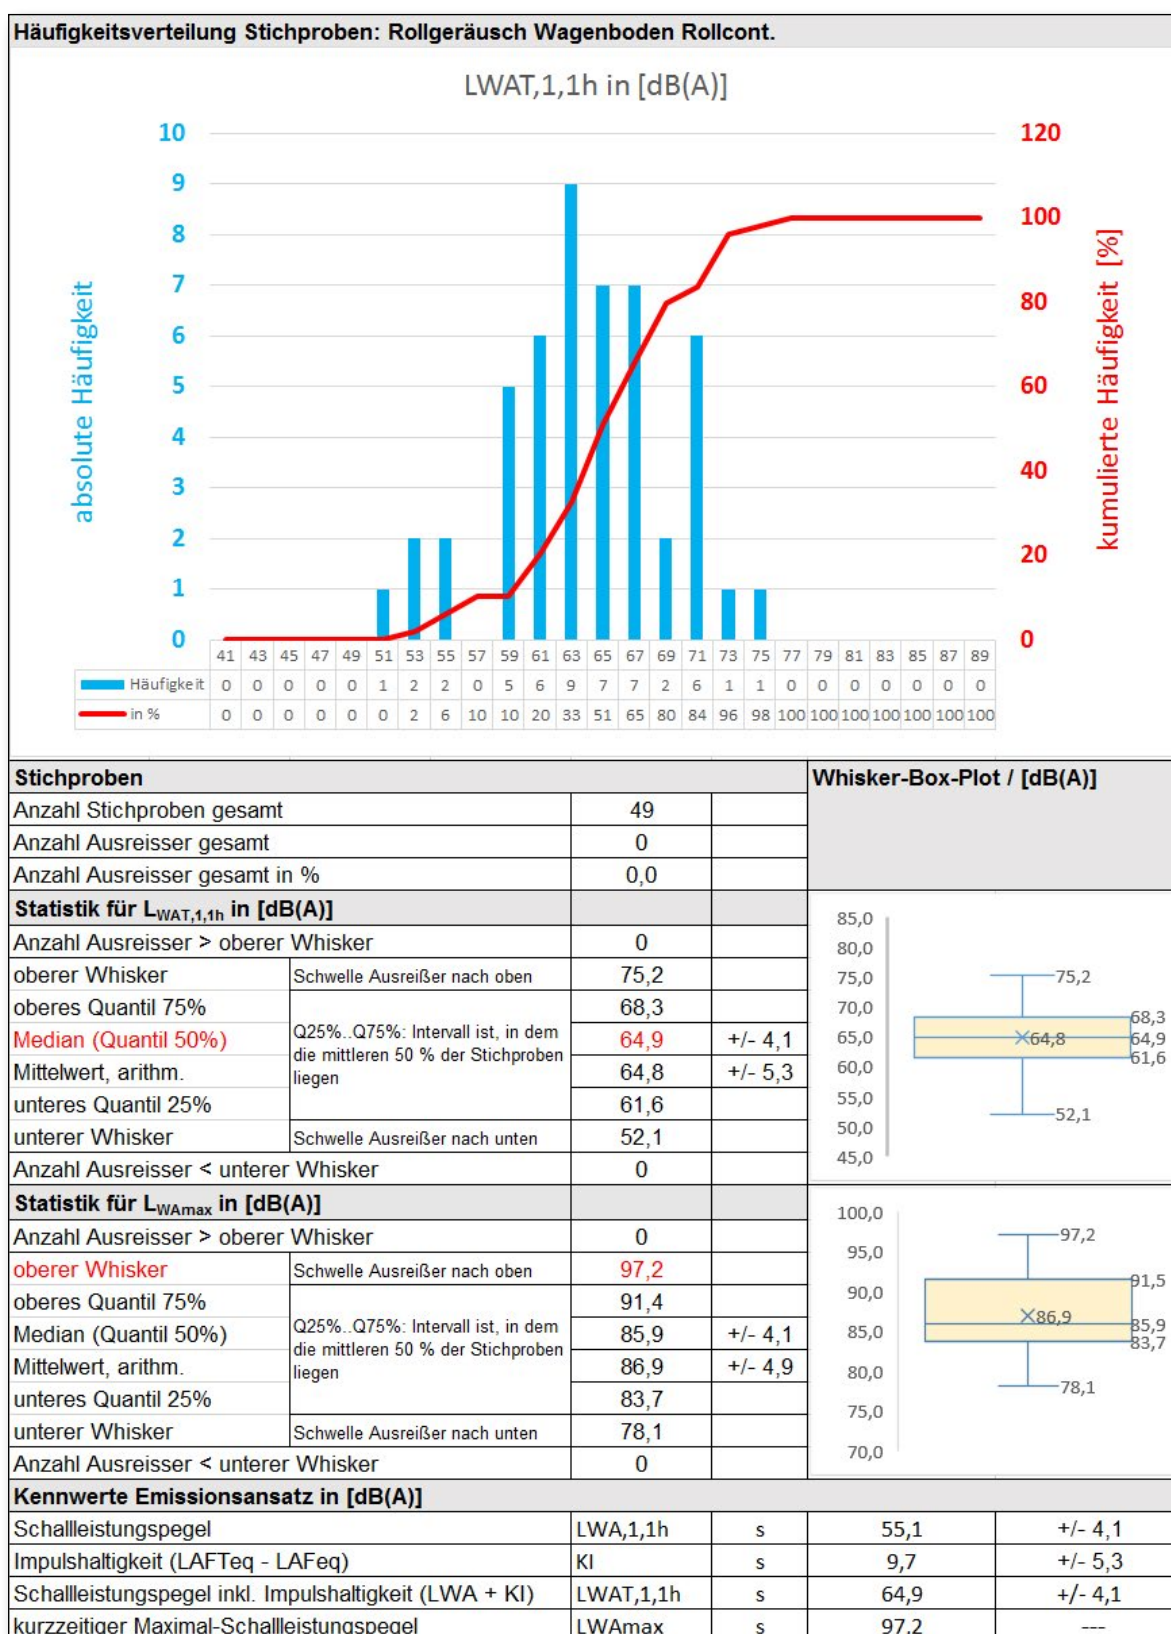 Häufigkeitsverteilung Stichproben: Rollgeräusch Wagenboden Rollcont.
LWAT,1,1h in [dB(A)]
absolute Häufigkeit
10
9
8
7
6
5
4
3
2
1
0
120
100
80
60
40
20
0
kumulierte Häufigkeit [%]
41 43 45 47 49 51 53 55 57 59 61 63 65 67 69 71 73 75 77 79 81 83 85 87 89
Häufigkeit 0 0 0 0 0 1 2 2 0 5 6 9 7 7 2 6 1 1 0 0 0 0 0 0 0
in % 0 0 0 0 0 0 2 6 10 10 20 33 51 65 80 84 96 98 100 100 100 100 100 100 100
Stichproben Whisker-Box-Plot / [dB(A)]
Anzahl Stichproben gesamt 49
Anzahl Ausreisser gesamt 0
Anzahl Ausreisser gesamt in % 0,0
Statistik für LWAT,1,1h in [dB(A)]
Anzahl Ausreisser > oberer Whisker 0
oberer Whisker Schwelle Ausreißer nach oben 75,2
oberes Quantil 75% 68,3
Median (Quantil 50%) 64,9 +/- 4,1
Q25%..Q75%: Intervall ist, in dem
die mittleren 50 % der Stichproben
liegen
Mittelwert, arithm. 64,8 +/- 5,3
unteres Quantil 25% 61,6
unterer Whisker Schwelle Ausreißer nach unten 52,1
Anzahl Ausreisser < unterer Whisker 0
85,0
80,0
75,0
70,0
65,0
60,0
55,0
50,0
45,0
75,2
68,3
64,8
64,9
61,6
52,1
Statistik für LWAmax in [dB(A)]
Anzahl Ausreisser > oberer Whisker 0
oberer Whisker Schwelle Ausreißer nach oben 97,2
oberes Quantil 75% 91,4
Median (Quantil 50%) 85,9 +/- 4,1
Q25%..Q75%: Intervall ist, in dem
die mittleren 50 % der Stichproben
liegen
Mittelwert, arithm. 86,9 +/- 4,9
unteres Quantil 25% 83,7
unterer Whisker Schwelle Ausreißer nach unten 78,1
Anzahl Ausreisser < unterer Whisker 0
100,0
95,0
90,0
85,0
80,0
75,0
70,0
97,2
91,5
86,9
85,9
83,7
78,1
Kennwerte Emissionsansatz in [dB(A)]
Schallleistungspegel LWA,1,1h s 55,1 +/- 4,1
Impulshaltigkeit (LAFTeq - LAFeq) KI s 9,7 +/- 5,3
Schallleistungspegel inkl. Impulshaltigkeit (LWA + KI) LWAT,1,1h s 64,9 +/- 4,1
kurzzeitiger Maximal-Schallleistungspegel LWAmax s 97,2 ---